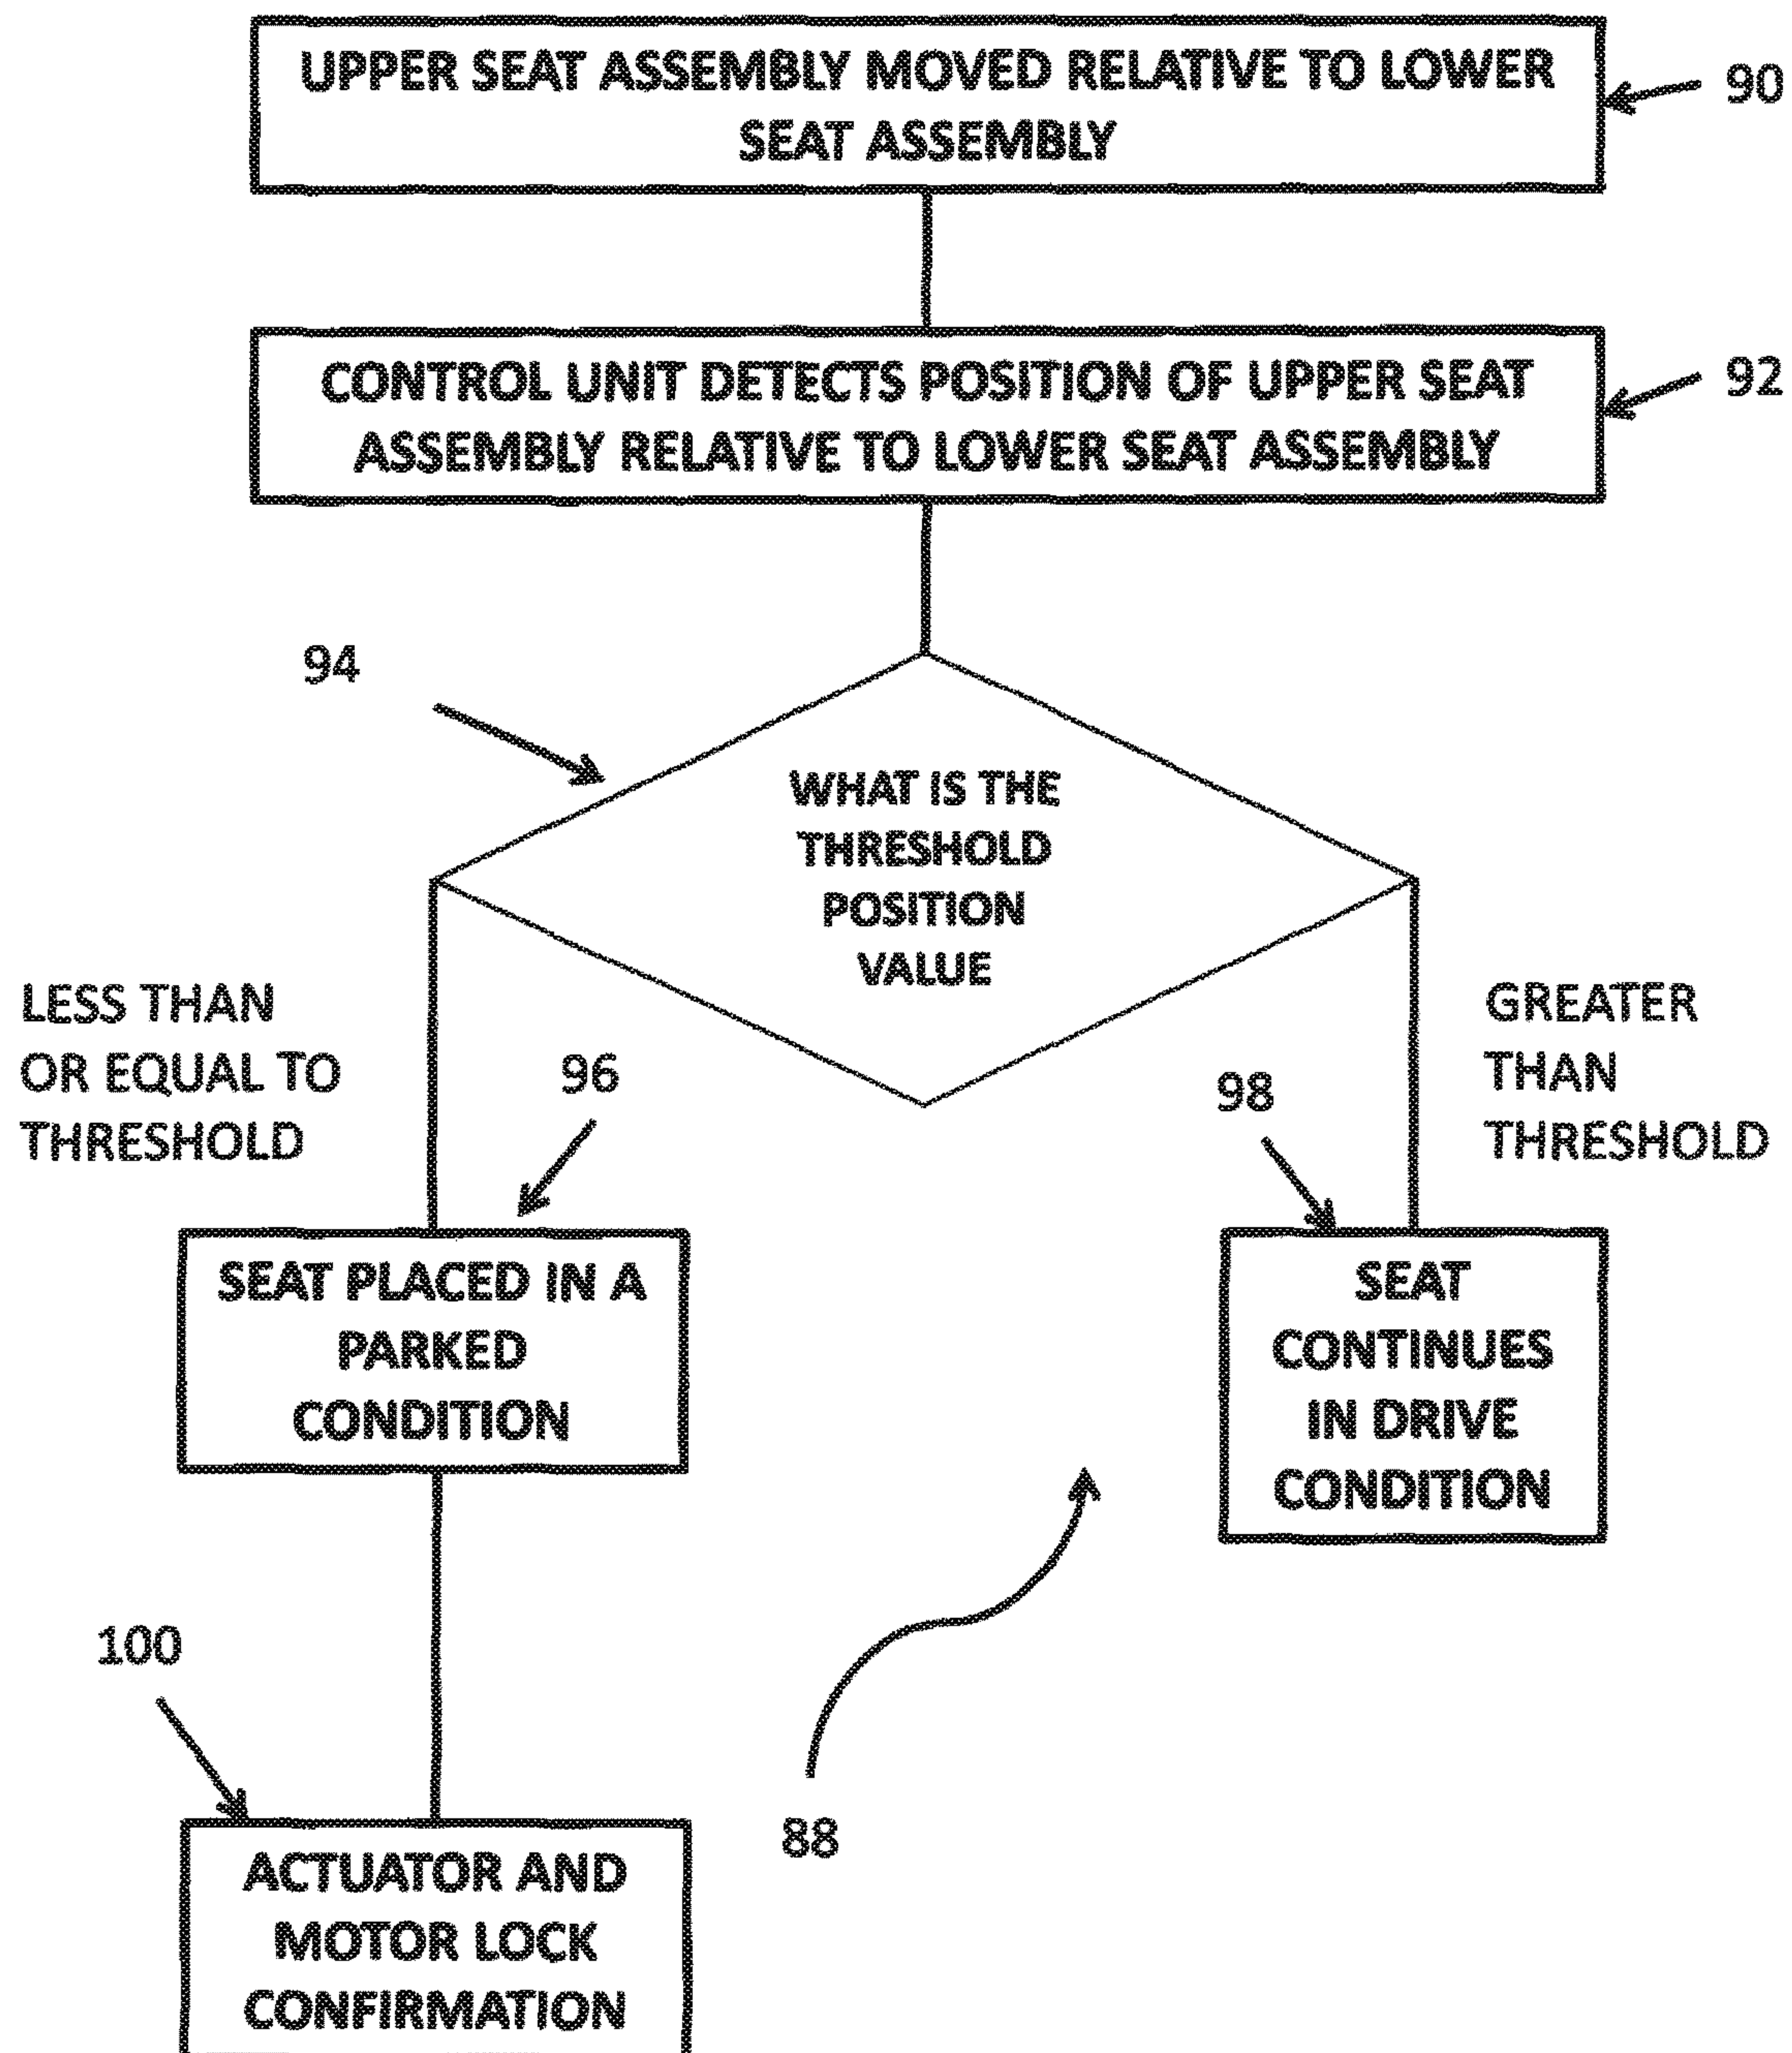 UPPER SEAT ASSEMBLY MOVED RELATIVE TO LOWER
SEAT ASSEMBLY
90
CONTROL UNIT DETECTS POSITION OF UPPER SEAT
ASSEMBLY RELATIVE TO LOWER SEAT ASSEMBLY
92
94
WHAT IS THE
THRESHOLD
POSITION
VALUE
LESS THAN
OR EQUAL TO
THRESHOLD
96
98
GREATER
THAN
THRESHOLD
SEAT PLACED IN A
PARKED
CONDITION
SEAT
CONTINUES
IN DRIVE
CONDITION
100
88
ACTUATOR AND
MOTOR LOCK
CONFIRMATION